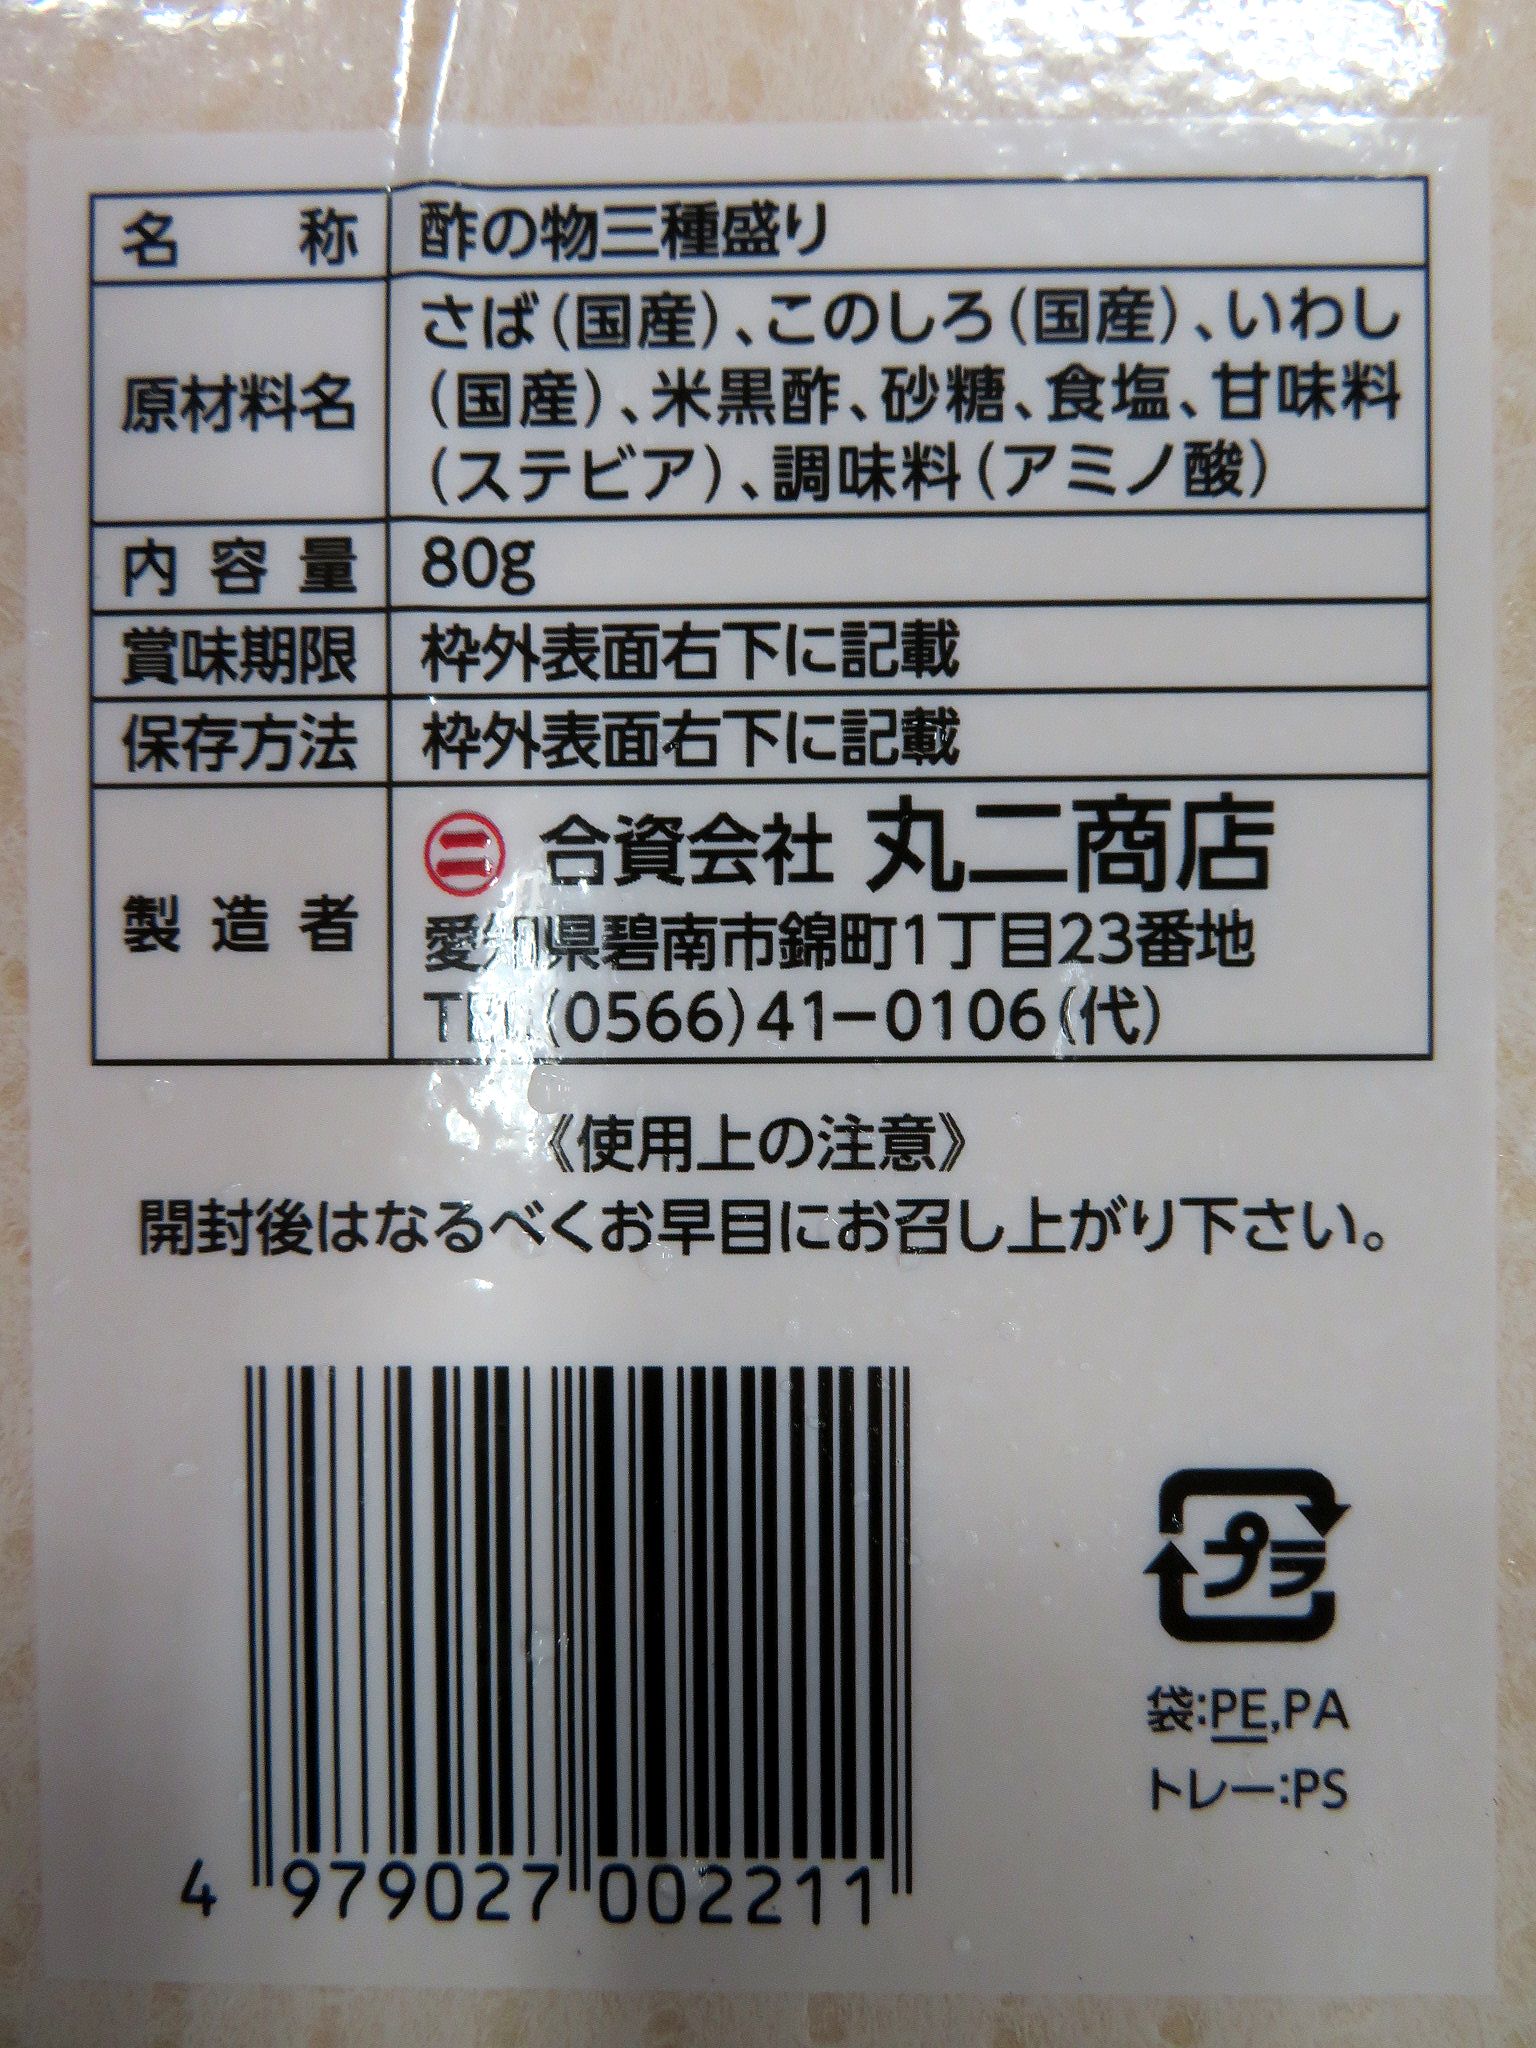 名称 酢の物三種盛り
原材料名 さば(国産)、このしろ(国産)、いわし
(国産)、米黒酢、砂糖、食塩、甘味料
(ステビア)、調味料(アミノ酸)
内容量 80g
賞味期限 枠外表面右下に記載
保存方法 枠外表面右下に記載
製造者 ㊁ 合資会社 丸二商店
愛知県碧南市錦町1丁目23番地
TEL(0566)41-0106(代)
《使用上の注意》
開封後はなるべくお早目にお召し上がり下さい。
プラ
袋:PE,PA
トレー:PS
4 979027 002211